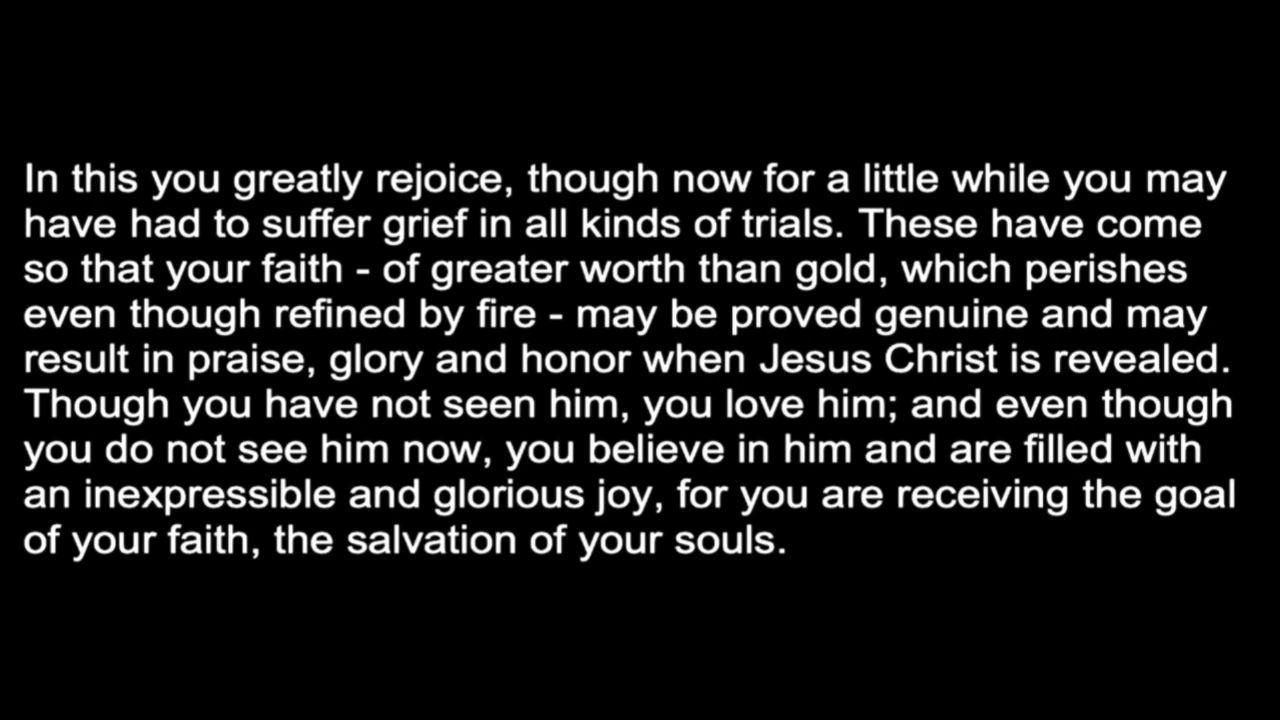 In this you greatly rejoice, though now for a little while you may
have had to suffer grief in all kinds of trials. These have come
so that your faith - of greater worth than gold, which perishes
even though refined by fire - may be proved genuine and may
result in praise, glory and honor when Jesus Christ is revealed.
Though you have not seen him, you love him; and even though
you do not see him now, you believe in him and are filled with
an inexpressible and glorious joy, for you are receiving the goal
of your faith, the salvation of your souls.